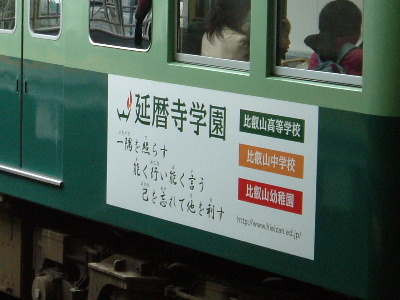 延暦寺学園
一隅を照らす
能く行い能く言う
己を忘れて他を利す
比叡山高等学校
比叡山中学校
比叡山幼稚園
http://www.hieizan.ed.jp/